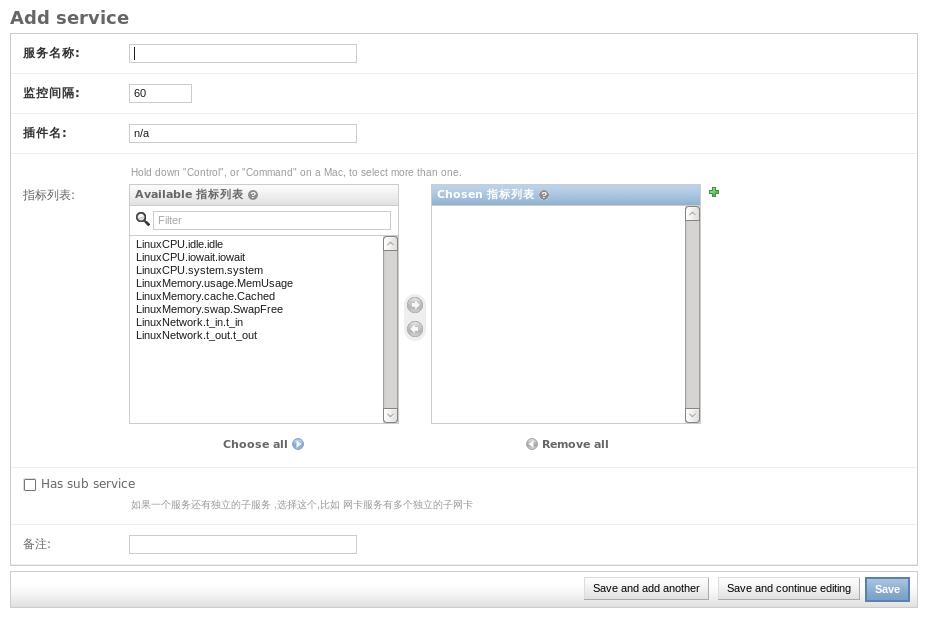 Add service
服务名称:
监控间隔: 60
插件名: n/a
Hold down "Control", or "Command" on a Mac, to select more than one.
指标列表:
Available 指标列表
Chosen 指标列表
Filter
LinuxCPU.idle.idle
LinuxCPU.iowait.iowait
LinuxCPU.system.system
LinuxMemory.usage.MemUsage
LinuxMemory.cache.Cached
LinuxMemory.swap.SwapFree
LinuxNetwork.t_in.t_in
LinuxNetwork.t_out.t_out
Choose all
Remove all
Has sub service
如果一个服务还有独立的子服务 ,选择这个,比如 网卡服务有多个独立的子网卡
备注:
Save and add another
Save and continue editing
Save